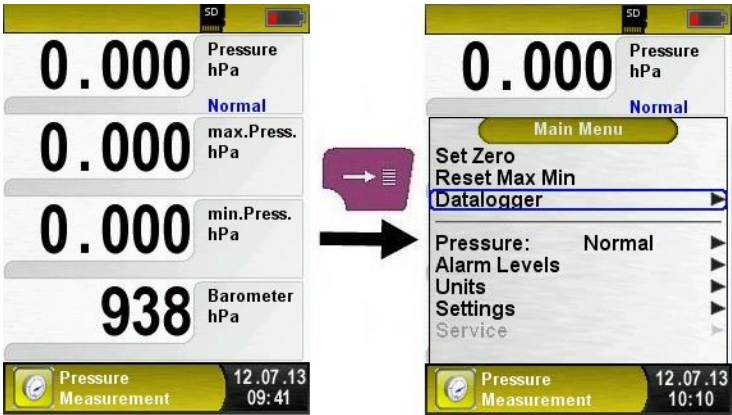 SD
0.000 Pressure
hPa
Normal
0.000 max.Press.
hPa
0.000 min.Press.
hPa
938 Barometer
hPa
Pressure 12.07.13
Measurement 09:41
SD
0.000 Pressure
hPa
Normal
Main Menu
Set Zero
Reset Max Min
Datalogger
Pressure: Normal
Alarm Levels
Units
Settings
Service
Pressure 12.07.13
Measurement 10:10